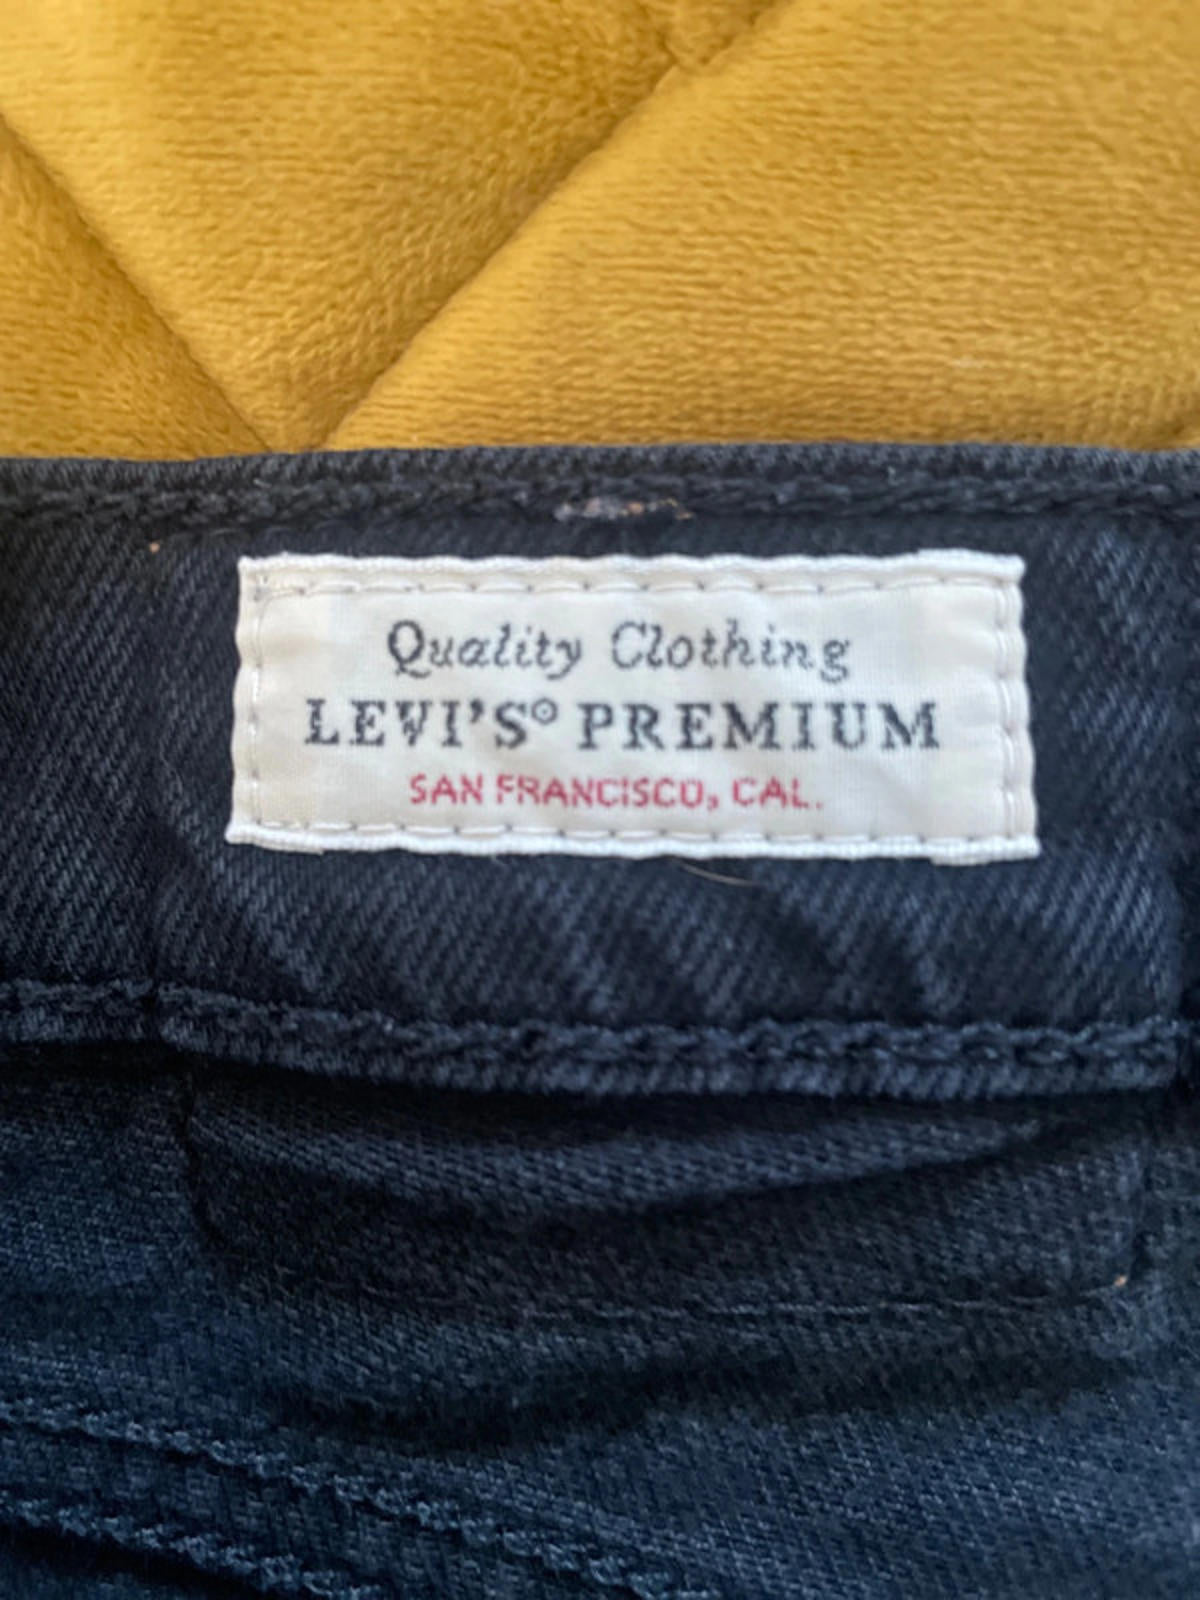 Quality Clothing
LEVI'S® PREMIUM
SAN FRANCISCO, CAL.